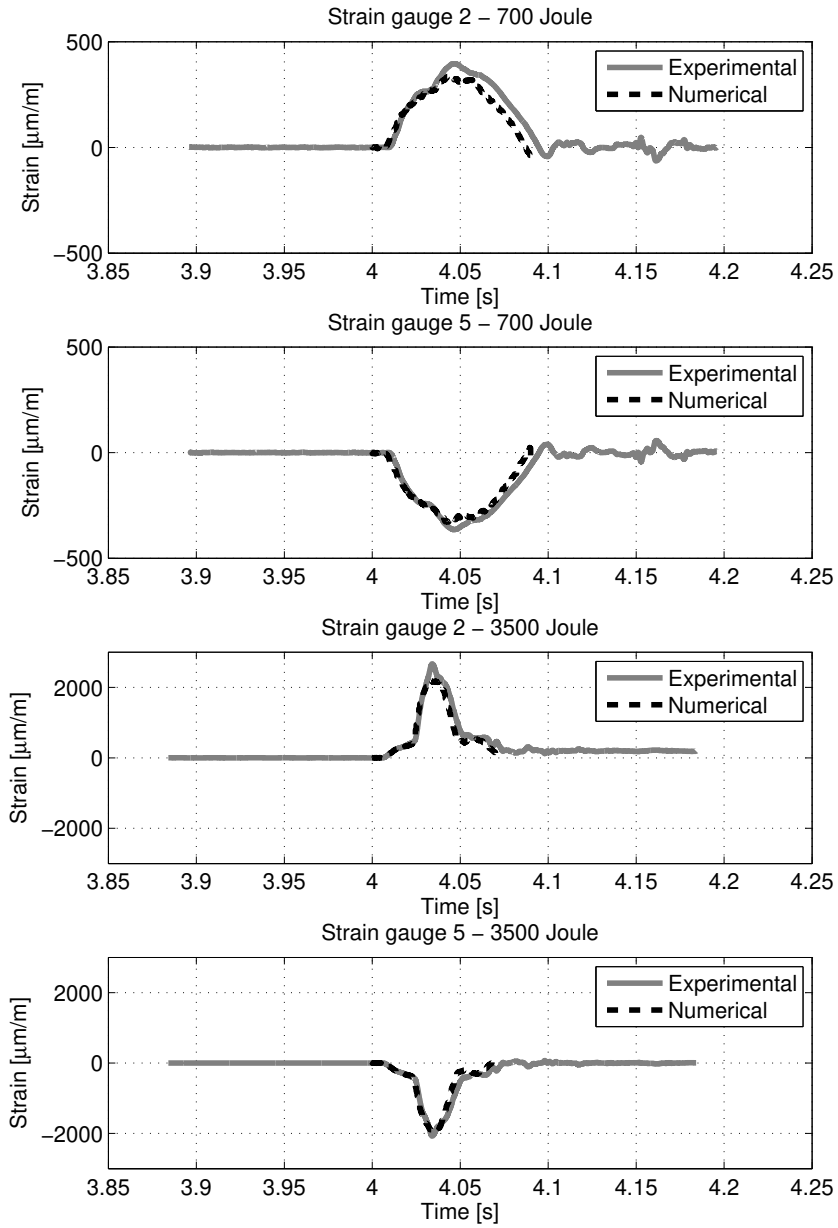 Strain gauge 2 − 700 Joule
500
0
−500
Strain [µm/m]
Experimental
Numerical
3.85 3.9 3.95 4 4.05 4.1 4.15 4.2 4.25
Time [s]
Strain gauge 5 − 700 Joule
500
0
−500
Strain [µm/m]
Experimental
Numerical
3.85 3.9 3.95 4 4.05 4.1 4.15 4.2 4.25
Time [s]
Strain gauge 2 − 3500 Joule
2000
0
−2000
Strain [µm/m]
Experimental
Numerical
3.85 3.9 3.95 4 4.05 4.1 4.15 4.2 4.25
Time [s]
Strain gauge 5 − 3500 Joule
2000
0
−2000
Strain [µm/m]
Experimental
Numerical
3.85 3.9 3.95 4 4.05 4.1 4.15 4.2 4.25
Time [s]